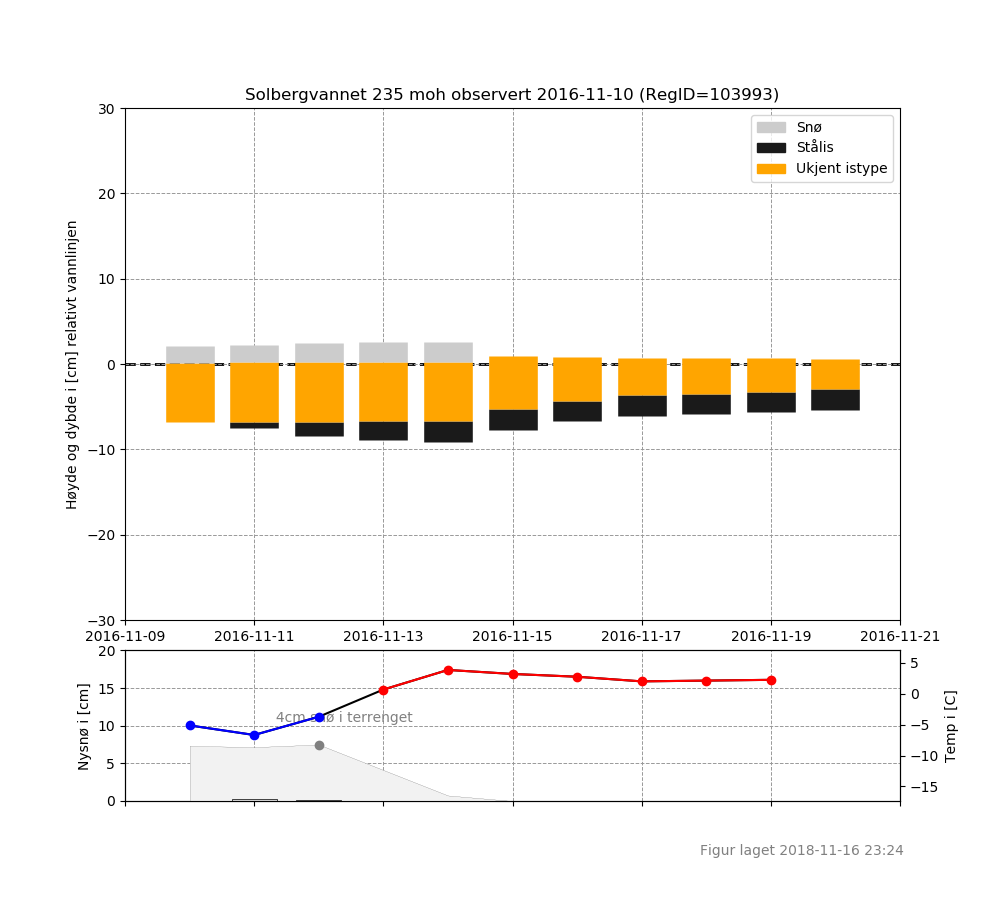 Solbergvannet 235 moh observert 2016-11-10 (RegID=103993)
30
20
10
0
−10
−20
−30
Høyde og dybde i [cm] relativt vannlinjen
Snø
Stålis
Ukjent istype
2016-11-09 2016-11-11 2016-11-13 2016-11-15 2016-11-17 2016-11-19 2016-11-21
20
15
10
5
0
Nysnø i [cm]
4cm snø i terrenget
5
0
−5
−10
−15
Temp i [C]
Figur laget 2018-11-16 23:24